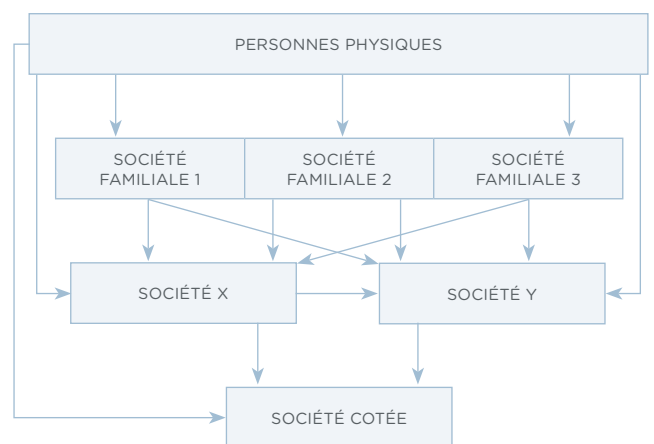 PERSONNES PHYSIQUES
SOCIÉTÉ
FAMILIALE 1
SOCIÉTÉ
FAMILIALE 2
SOCIÉTÉ
FAMILIALE 3
SOCIÉTÉ X
SOCIÉTÉ Y
SOCIÉTÉ COTÉE